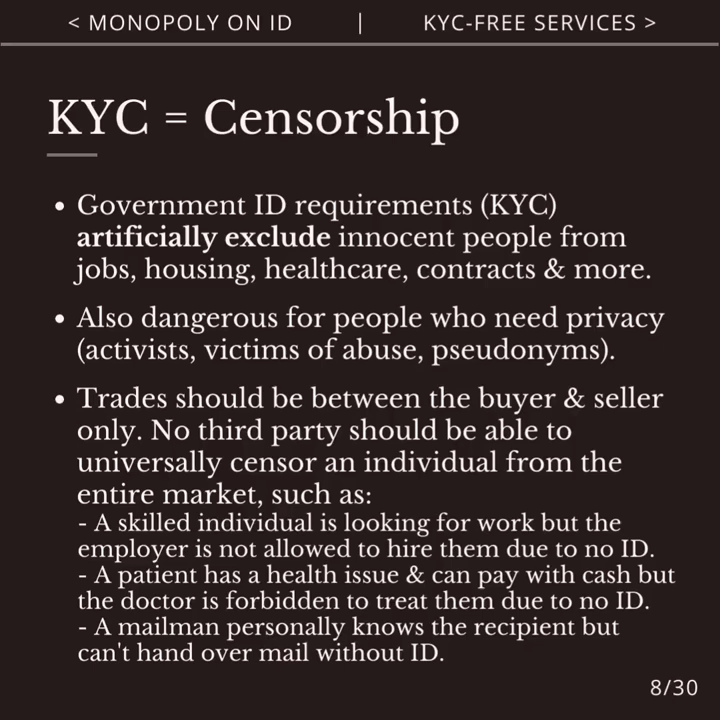 < MONOPOLY ON ID | KYC-FREE SERVICES >
KYC = Censorship
• Government ID requirements (KYC)
artificially exclude innocent people from
jobs, housing, healthcare, contracts & more.
• Also dangerous for people who need privacy
(activists, victims of abuse, pseudonyms).
• Trades should be between the buyer & seller
only. No third party should be able to
universally censor an individual from the
entire market, such as:
- A skilled individual is looking for work but the
employer is not allowed to hire them due to no ID.
- A patient has a health issue & can pay with cash but
the doctor is forbidden to treat them due to no ID.
- A mailman personally knows the recipient but
can't hand over mail without ID.
8/30